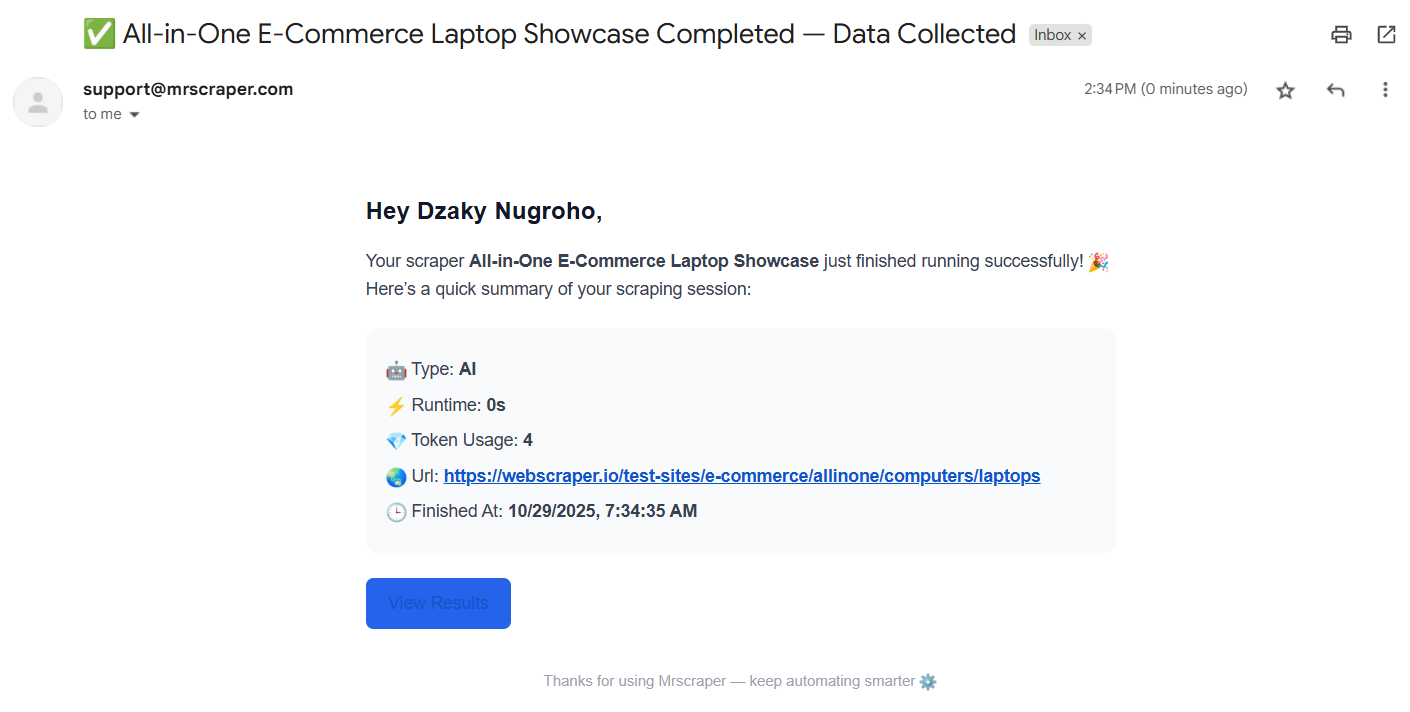 ✅ All-in-One E-Commerce Laptop Showcase Completed — Data Collected Inbox ×
support@mrscraper.com 2:34 PM (0 minutes ago)
to me
Hey Dzaky Nugroho,
Your scraper All-in-One E-Commerce Laptop Showcase just finished running successfully! 🎉
Here’s a quick summary of your scraping session:
🤖 Type: AI
⚡ Runtime: 0s
💎 Token Usage: 4
🌏 Url: https://webscraper.io/test-sites/e-commerce/allinone/computers/laptops
🕒 Finished At: 10/29/2025, 7:34:35 AM
View Results
Thanks for using Mrscraper — keep automating smarter ⚙️